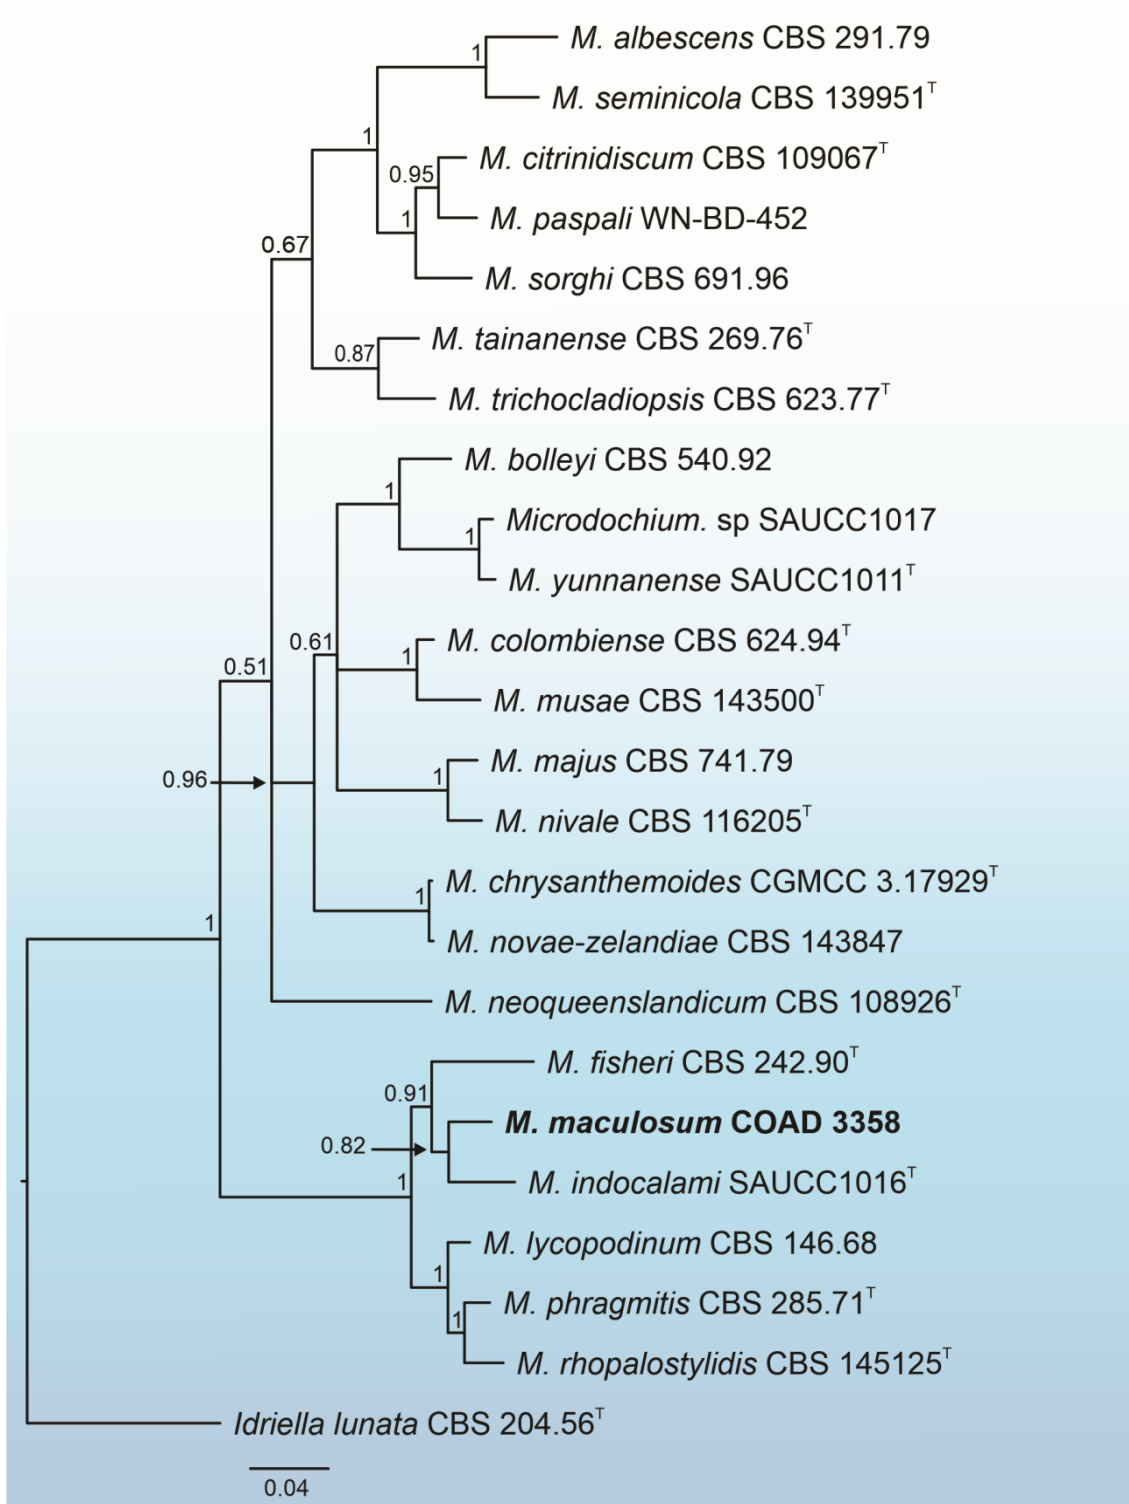 M. albescens CBS 291.79
1
M. seminicola CBS 139951ᵀ
1
M. citrinidiscum CBS 109067ᵀ
0.95
M. paspali WN-BD-452
1
0.67
M. sorghi CBS 691.96
M. tainanense CBS 269.76ᵀ
0.87
M. trichocladiopsis CBS 623.77ᵀ
M. bolleyi CBS 540.92
1
Microdochium. sp SAUCC1017
1
M. yunnanense SAUCC1011ᵀ
0.61
M. colombiense CBS 624.94ᵀ
1
0.51
M. musae CBS 143500ᵀ
M. majus CBS 741.79
0.96
1
M. nivale CBS 116205ᵀ
M. chrysanthemoides CGMCC 3.17929ᵀ
1
1
M. novae-zelandiae CBS 143847
M. neoqueenslandicum CBS 108926ᵀ
M. fisheri CBS 242.90ᵀ
0.91
M. maculosum COAD 3358
0.82
1
M. indocalami SAUCC1016ᵀ
M. lycopodinum CBS 146.68
1
M. phragmitis CBS 285.71ᵀ
1
M. rhopalostylidis CBS 145125ᵀ
Idriella lunata CBS 204.56ᵀ
0.04